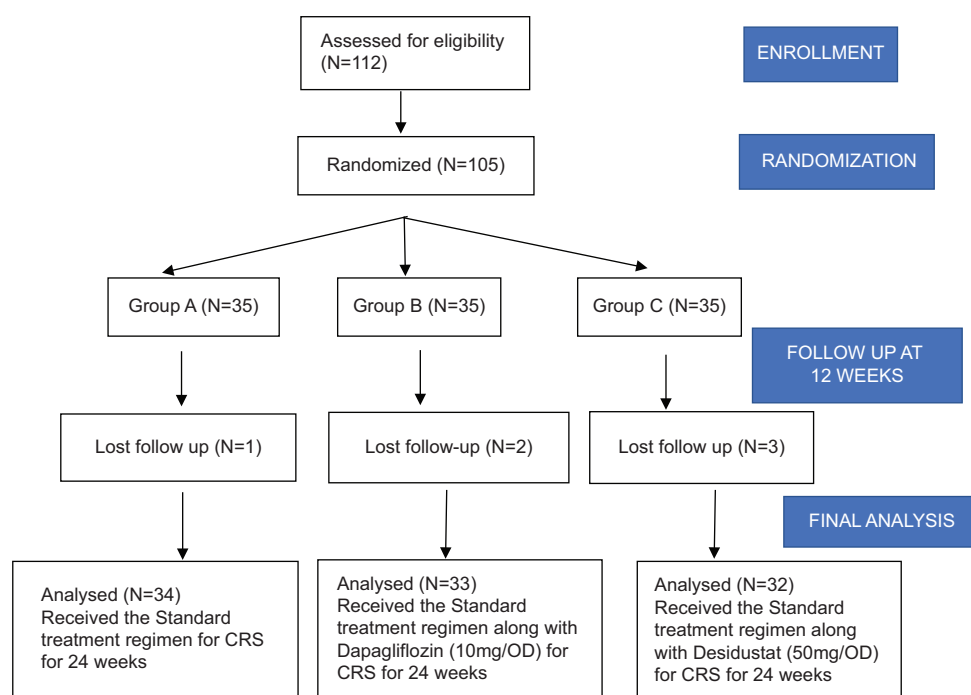 Assessed for eligibility
(N=112)
ENROLLMENT
Randomized (N=105)
RANDOMIZATION
Group A (N=35)
Group B (N=35)
Group C (N=35)
FOLLOW UP AT
12 WEEKS
Lost follow up (N=1)
Lost follow-up (N=2)
Lost follow up (N=3)
FINAL ANALYSIS
Analysed (N=34)
Received the Standard
treatment regimen for CRS
for 24 weeks
Analysed (N=33)
Received the Standard
treatment regimen along with
Dapagliflozin (10mg/OD) for
CRS for 24 weeks
Analysed (N=32)
Received the Standard
treatment regimen along
with Desidustat (50mg/OD)
for CRS for 24 weeks